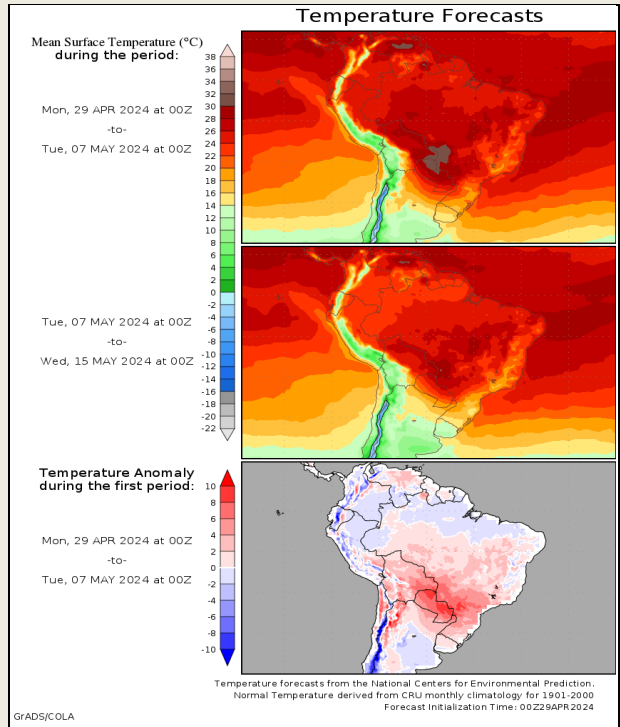 Temperature Forecasts
Mean Surface Temperature (°C)
during the period:
Mon, 29 APR 2024 at 00Z
-to-
Tue, 07 MAY 2024 at 00Z
38
36
34
32
30
28
26
24
22
20
18
16
14
12
10
8
6
4
2
0
-2
-4
-6
-8
-10
-12
-14
-16
-18
-20
-22
Tue, 07 MAY 2024 at 00Z
-to-
Wed, 15 MAY 2024 at 00Z
Temperature Anomaly
during the first period:
Mon, 29 APR 2024 at 00Z
-to-
Tue, 07 MAY 2024 at 00Z
10
8
6
4
2
0
-2
-4
-6
-8
-10
Temperature forecasts from the National Centers for Environmental Prediction.
Normal Temperature derived from CRU monthly climatology for 1901-2000
Forecast Initialization Time: 00Z29APR2024
GrADS/COLA